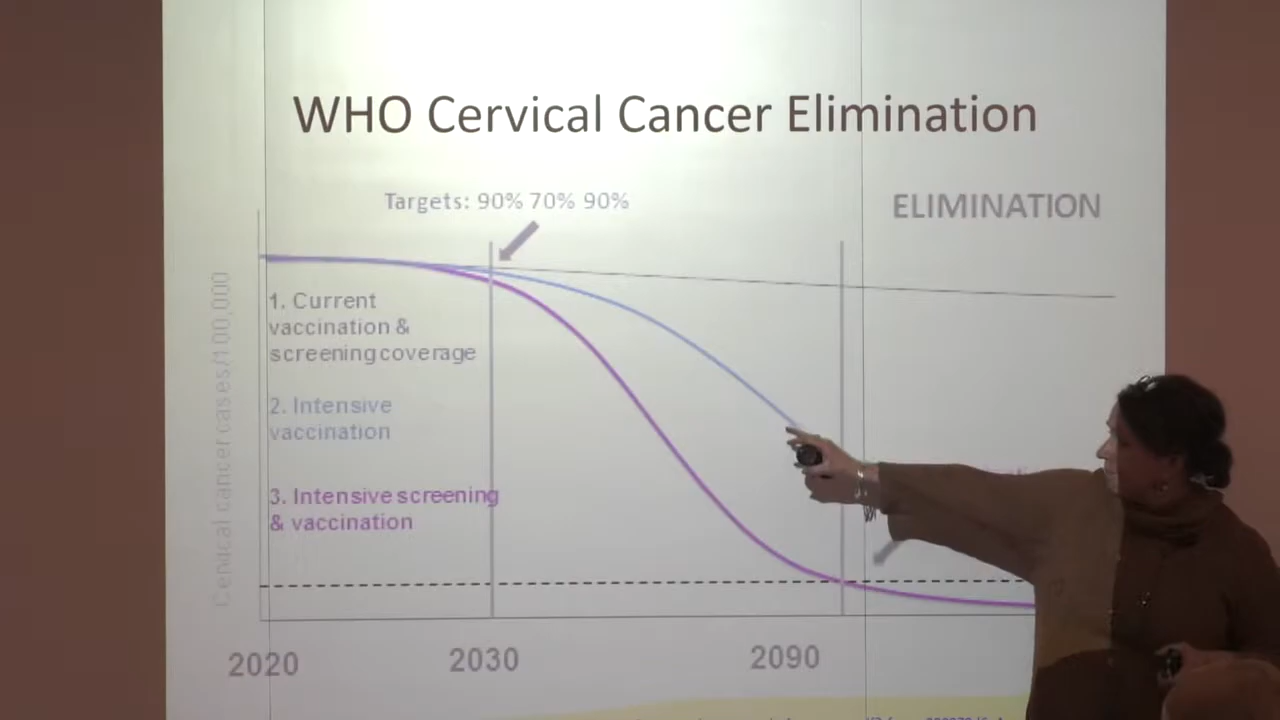 WHO Cervical Cancer Elimination
Targets: 90% 70% 90%
ELIMINATION
Cervical cancer cases/100,000
1. Current
vaccination &
screening coverage
2. Intensive
vaccination
3. Intensive screening
& vaccination
2020
2030
2090